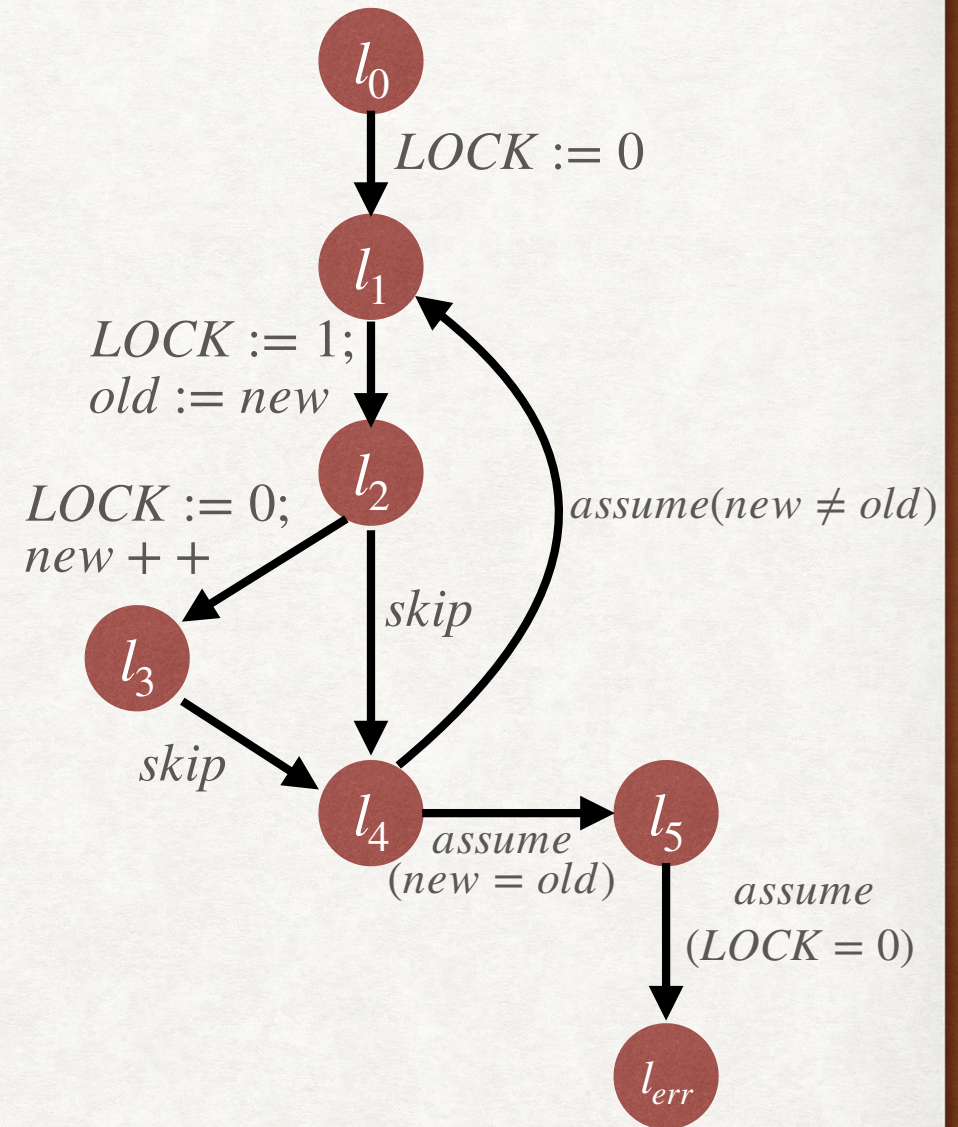 l₀
LOCK := 0
l₁
LOCK := 1;
old := new
l₂
LOCK := 0;
new + +
assume(new ≠ old)
skip
l₃
skip
l₄
l₅
assume
(new = old)
assume
(LOCK = 0)
lₑᵣᵣ